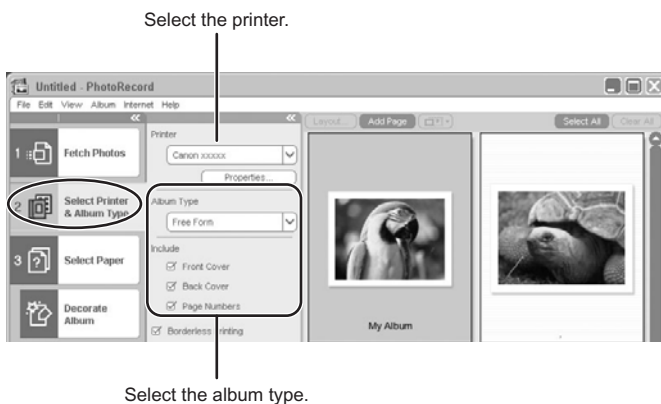 Select the printer.
Untitled - PhotoRecord
File Edit View Album Internet Help
Layout... Add Page Select All Clear All
1 Fetch Photos
Printer
Canon xxxxx
Properties...
2 Select Printer
& Album Type
Album Type
Free Form
Include
Front Cover
Back Cover
Page Numbers
Borderless
3 ? Select Paper
Decorate
Album
My Album
Select the album type.